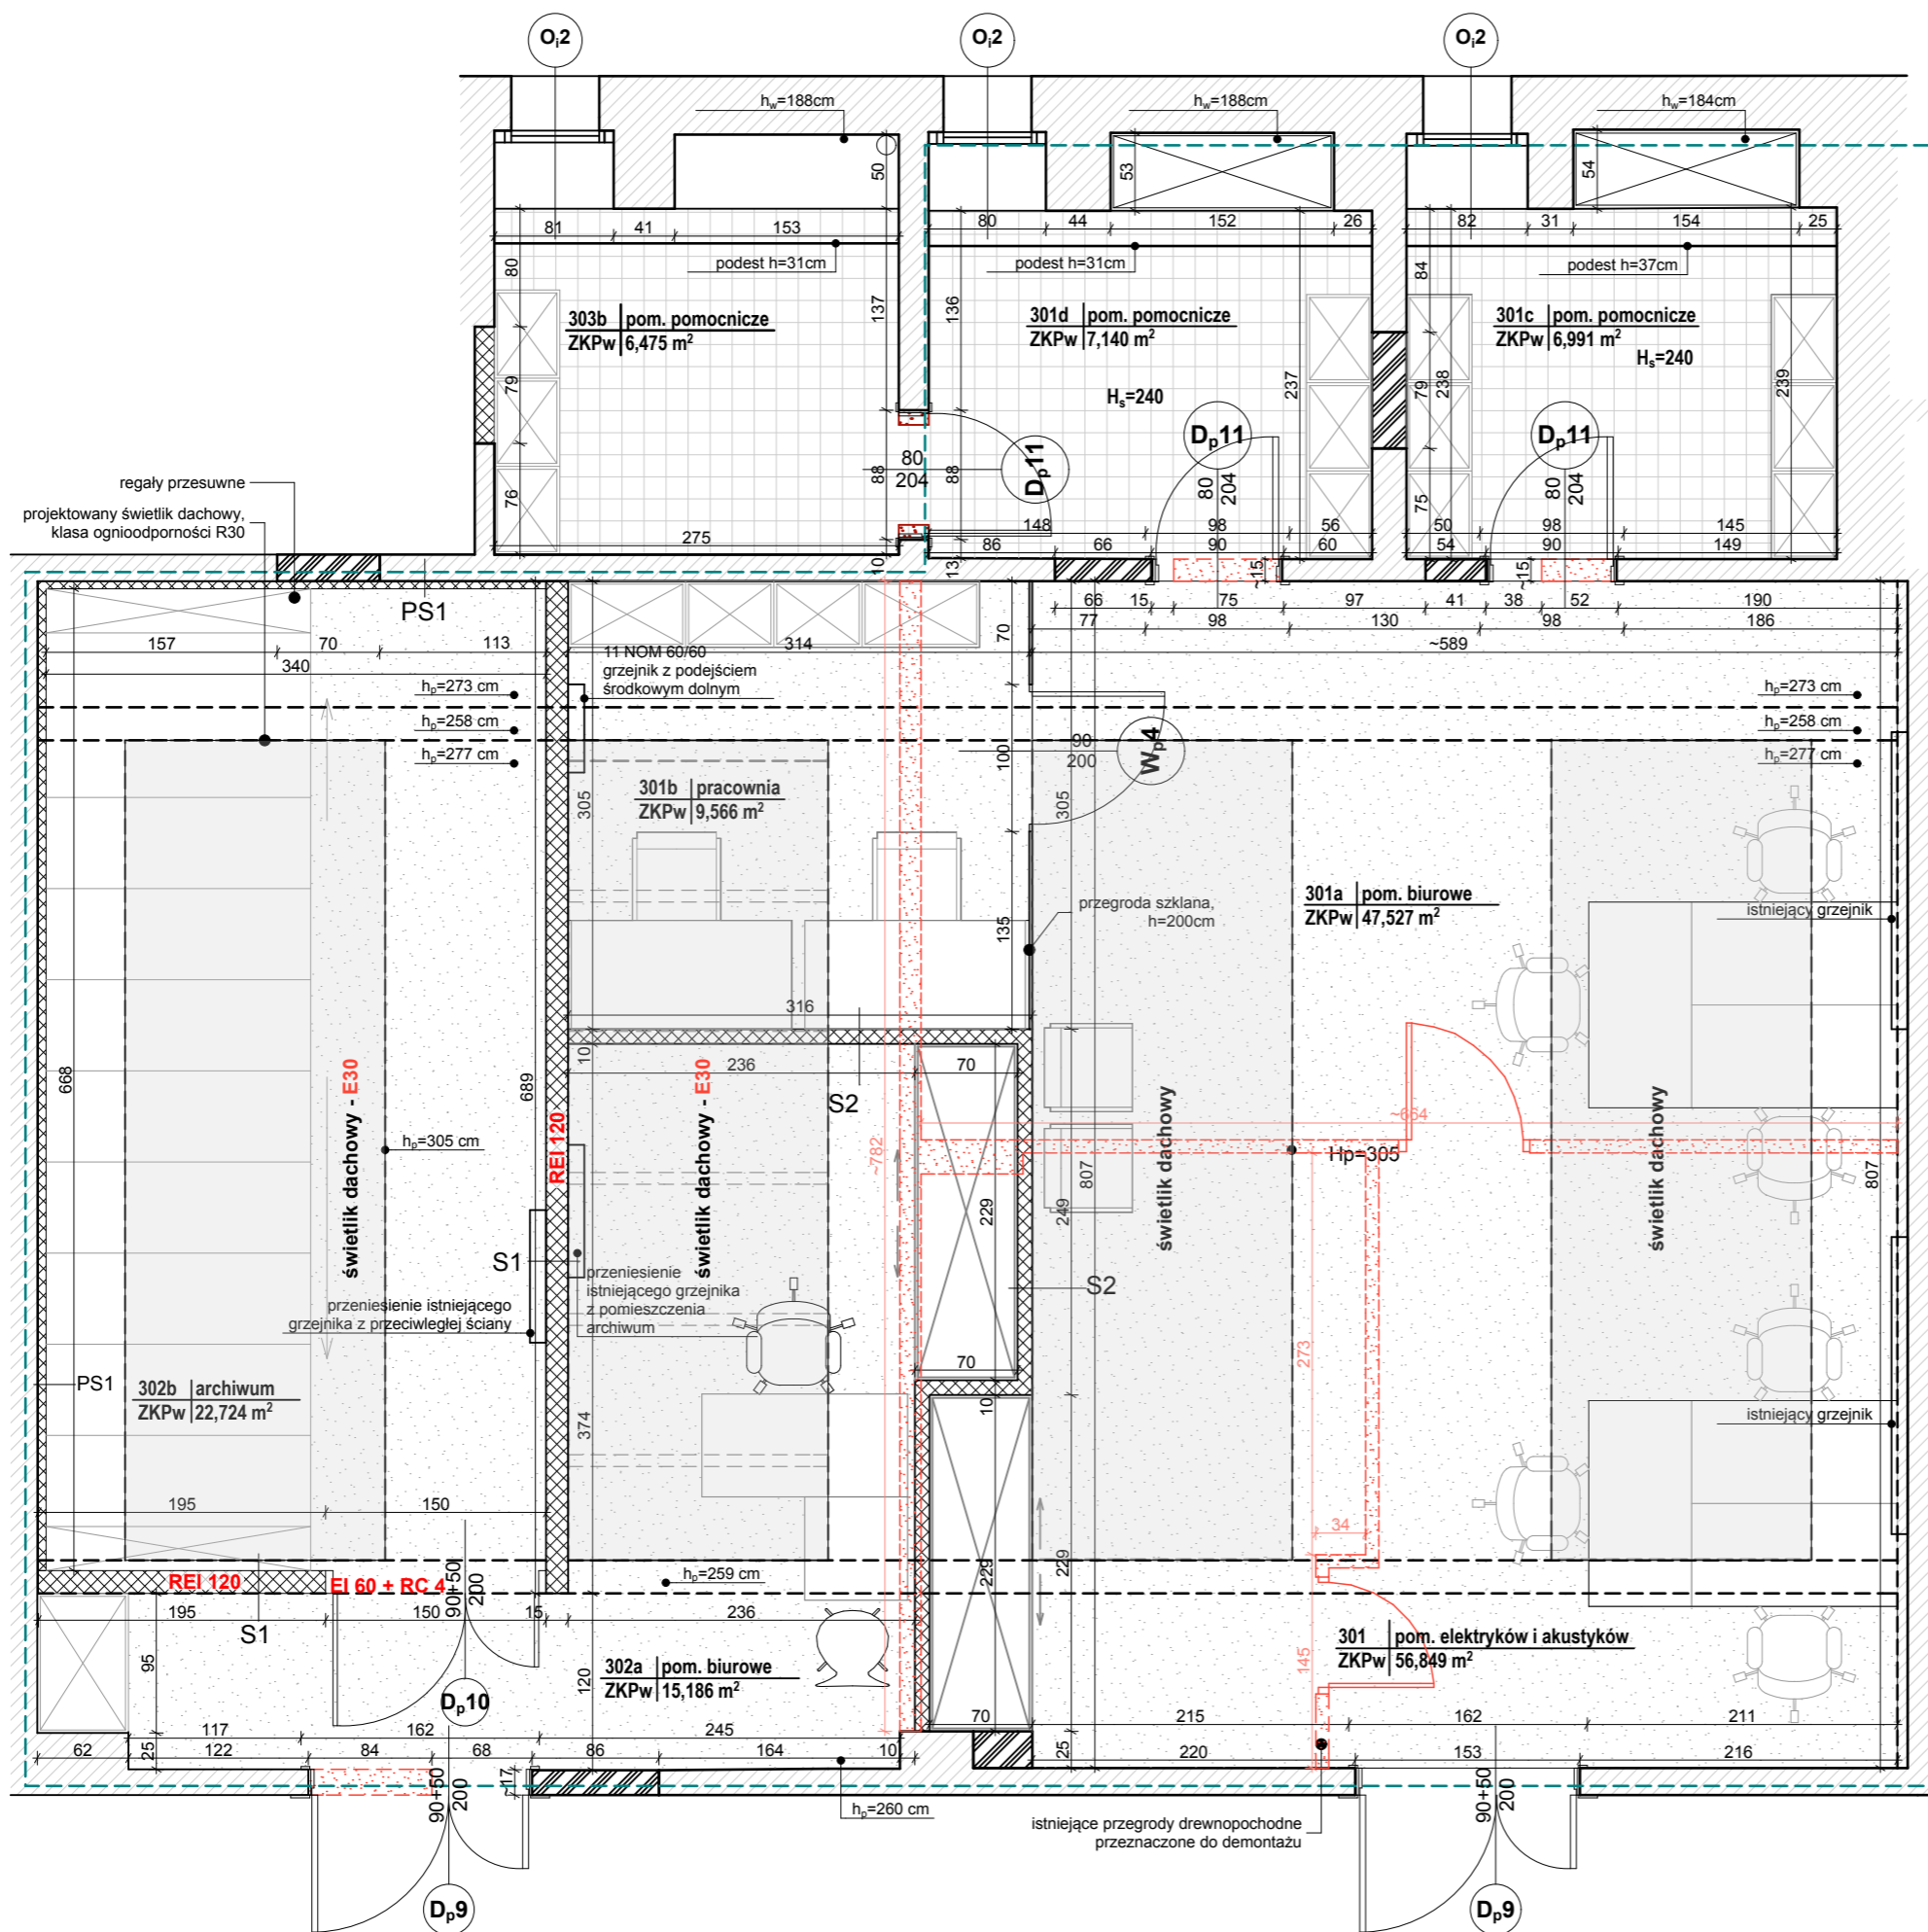 Oi2
Oi2
Oi2
hw=188cm
hw=188cm
hw=184cm
50
53
54
81
41
153
80
44
152
26
82
31
154
25
podest h=31cm
podest h=31cm
podest h=37cm
80
137
136
84
303b pom. pomocnicze
ZKPw 6,475 m²
301d pom. pomocnicze
ZKPw 7,140 m²
301c pom. pomocnicze
ZKPw 6,991 m²
Hs=240
Hs=240
79
237
79
238
239
Dp11
Dp11
Dp11
80
204
80
204
80
204
88
88
76
75
regały przesuwne
projektowany świetlik dachowy,
klasa ognioodporności R30
275
148
98
56
50
98
145
86
66
90
60
54
90
149
10
13
~15
~15
PS1
66
15
75
97
41
38
52
190
77
98
130
98
186
157
70
113
314
70
~589
340
11 NOM 60/60
grzejnik z podejściem
środkowym dolnym
hp=273 cm
hp=258 cm
hp=277 cm
hp=273 cm
hp=258 cm
hp=277 cm
90
200
Wp4
100
305
305
301b pracownia
ZKPw 9,566 m²
301a pom. biurowe
ZKPw 47,527 m²
przegroda szklana,
h=200cm
istniejący grzejnik
135
316
10
236
70
668
689
świetlik dachowy - E30
świetlik dachowy - E30
świetlik dachowy
świetlik dachowy
S2
REI 120
hp=305 cm
~782
~664
Hp=305
807
807
229
249
S1
S2
przeniesienie
istniejącego grzejnika
z pomieszczenia
archiwum
przeniesienie istniejącego
grzejnika z przeciwległej ściany
273
70
PS1
302b archiwum
ZKPw 22,724 m²
10
374
istniejący grzejnik
195
150
34
REI 120
EI 60 + RC 4
90+50
200
hp=259 cm
229
229
195
150
15
236
S1
95
120
302a pom. biurowe
ZKPw 15,186 m²
301 pom. elektryków i akustyków
ZKPw 56,849 m²
145
Dp10
117
162
245
70
215
162
211
62
25
122
84
68
86
164
10
25
220
153
216
~17
90+50
200
90+50
200
hp=260 cm
istniejące przegrody drewnopochodne
przeznaczone do demontażu
Dp9
Dp9